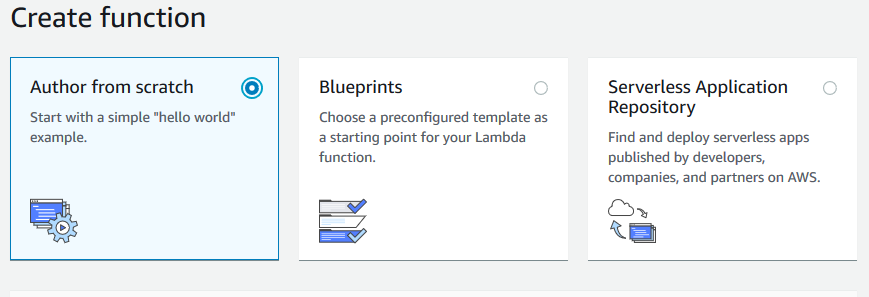 Create function
Author from scratch
Start with a simple "hello world"
example.
Blueprints
Choose a preconfigured template as
a starting point for your Lambda
function.
Serverless Application
Repository
Find and deploy serverless apps
published by developers,
companies, and partners on AWS.